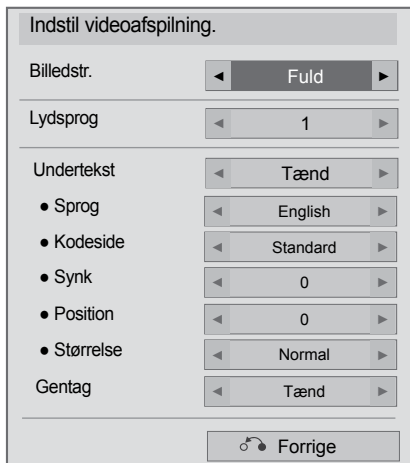 Indstil videoafspilning.
Billedstr. ◄ Fuld ►
Lydsprog ◄ 1 ►
Undertekst ◄ Tænd ►
● Sprog ◄ English ►
● Kodeside ◄ Standard ►
● Synk ◄ 0 ►
● Position ◄ 0 ►
● Størrelse ◄ Normal ►
Gentag ◄ Tænd ►
Forrige